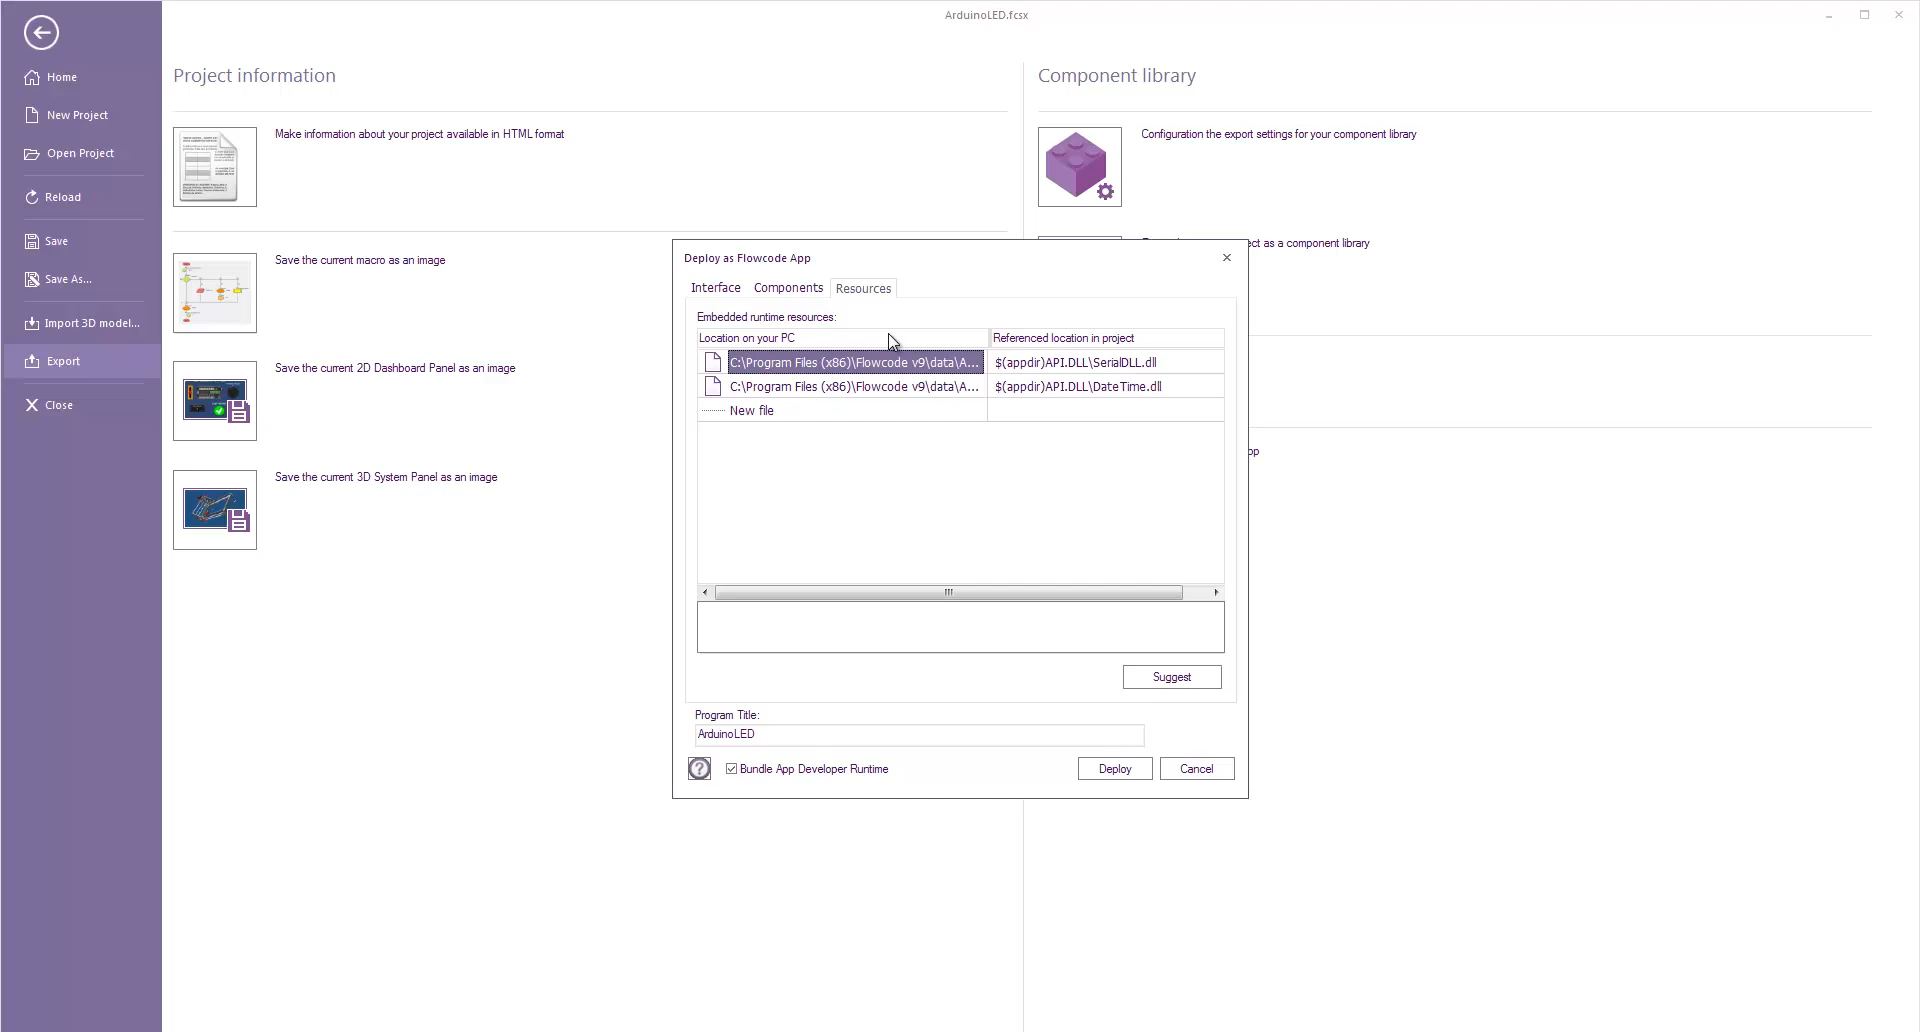 ArduinoLED.fcsx
Home
New Project
Open Project
Reload
Save
Save As...
Import 3D model...
Export
Close
Project information
Make information about your project available in HTML format
Save the current macro as an image
Save the current 2D Dashboard Panel as an image
Save the current 3D System Panel as an image
Component library
Configuration the export settings for your component library
ect as a component library
pp
Deploy as Flowcode App
Interface Components Resources
Embedded runtime resources:
Location on your PC Referenced location in project
C:\Program Files (x86)\Flowcode v9\data\A... $(appdir)API.DLL\SerialDLL.dll
C:\Program Files (x86)\Flowcode v9\data\A... $(appdir)API.DLL\DateTime.dll
New file
Suggest
Program Title:
ArduinoLED
Bundle App Developer Runtime
Deploy Cancel